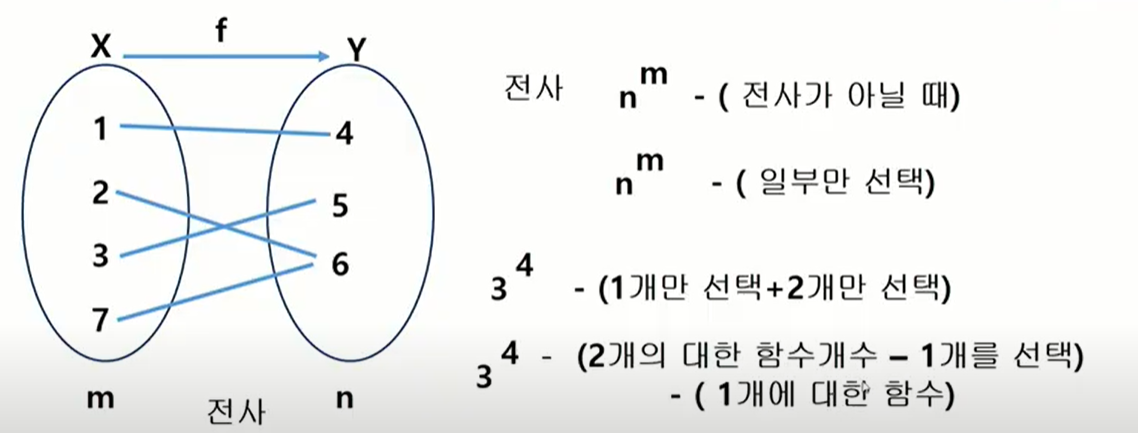 f
X Y
1 4
2 5
3 6
7
m 전사 n
전사 n^m - ( 전사가 아닐 때)
n^m - ( 일부만 선택)
3^4 - (1개만 선택+2개만 선택)
3^4 - (2개의 대한 함수개수 – 1개를 선택)
- ( 1개에 대한 함수)